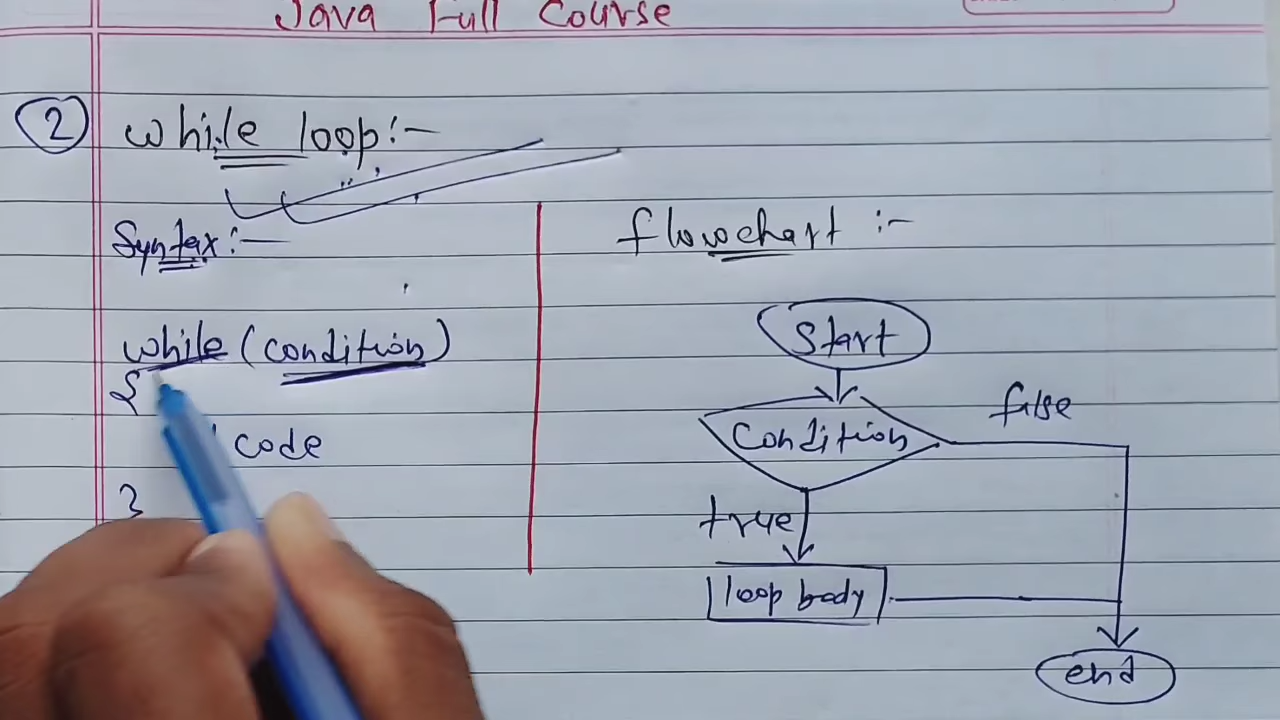 Java Full Course
2 while loop:-
Syntax:-
while (condition)
{
code
}
flowchart :-
Start
Condition
false
true
loop body
end